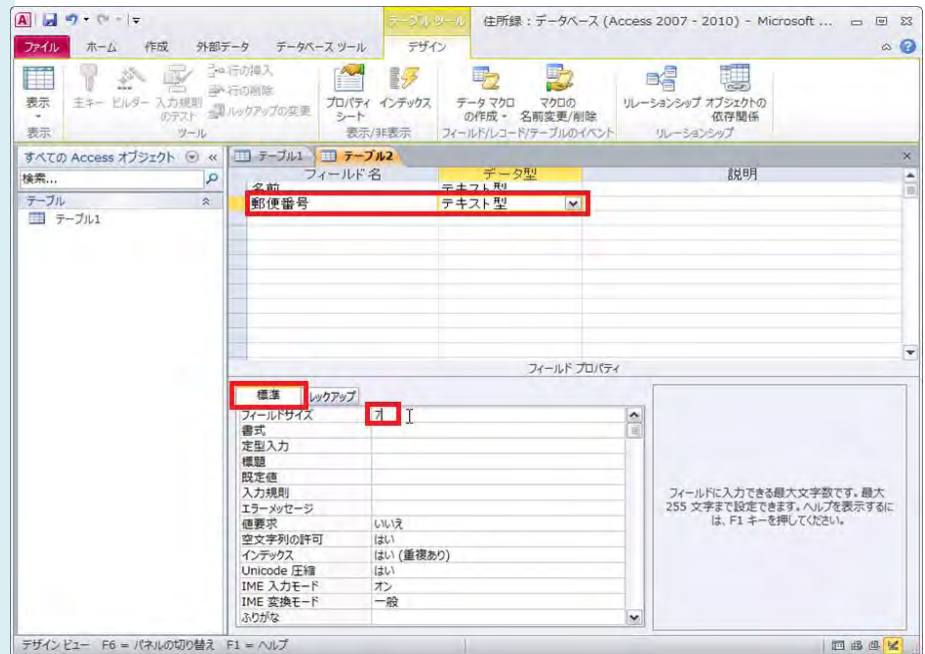 テーブル ツール 住所録 : データベース (Access 2007 - 2010) - Microsoft ...
ファイル ホーム 作成 外部データ データベース ツール デザイン
表示 主キー ビルダー 入力規則のテスト 行の挿入 行の削除 ルックアップの変更 プロパティシート インデックス データ マクロの作成 マクロの名前変更/削除 リレーションシップ オブジェクトの依存関係
表示 ツール 表示/非表示 フィールド/レコード/テーブルのイベント リレーションシップ
すべての Access オブジェクト « テーブル1 テーブル2
検索... フィールド名 データ型 説明
名前 テキスト型
テーブル 郵便番号 テキスト型
テーブル1
フィールド プロパティ
標準 ルックアップ
フィールドサイズ 7
書式
定型入力
標題
既定値
入力規則
エラーメッセージ
値要求 いいえ
空文字列の許可 はい
インデックス はい (重複あり)
Unicode 圧縮 はい
IME 入力モード オン
IME 変換モード 一般
ふりがな
フィールドに入力できる最大文字数です。最大
255 文字まで設定できます。ヘルプを表示するに
は、F1 キーを押してください。
デザイン ビュー F6 = パネルの切り替え F1 = ヘルプ